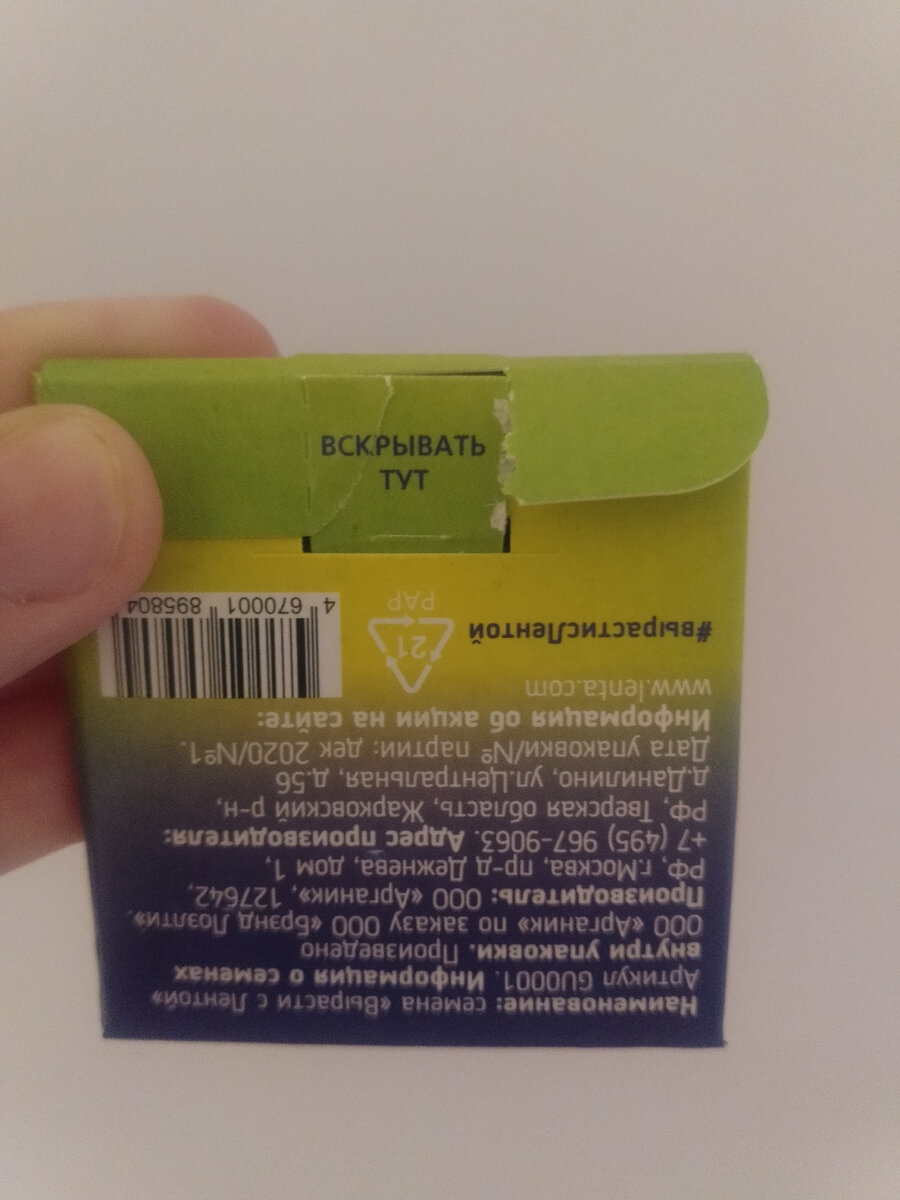 ВСКРЫВАТЬ
ТУТ
Наименование: семена «Вырасти с Лентой»
Артикул GU0001. Информация о семенах
внутри упаковки. Произведено
ООО «Арганик» по заказу ООО «Брэнд Лоялти».
Производитель: ООО «Арганик», 127642,
РФ, г.Москва, пр-д Дежнева, дом 1,
+7 (495) 967-9063. Адрес производителя:
РФ, Тверская область, Жарковский р-н,
д.Данилино, ул.Центральная, д.56
Дата упаковки/№ партии: дек 2020/№1.
Информация об акции на сайте:
www.lenta.com
#вырастисЛентой
21
PAP
4 670001 895804